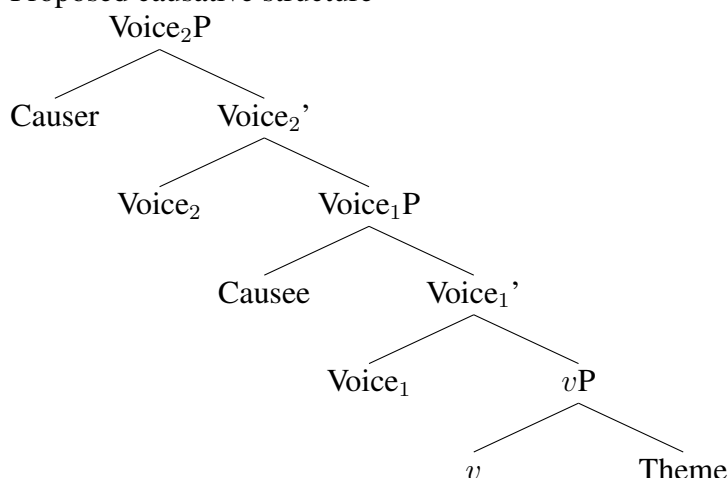 Proposed causative structure
Voice₂P
Causer Voice₂’
Voice₂ Voice₁P
Causee Voice₁’
Voice₁ vP
v Theme